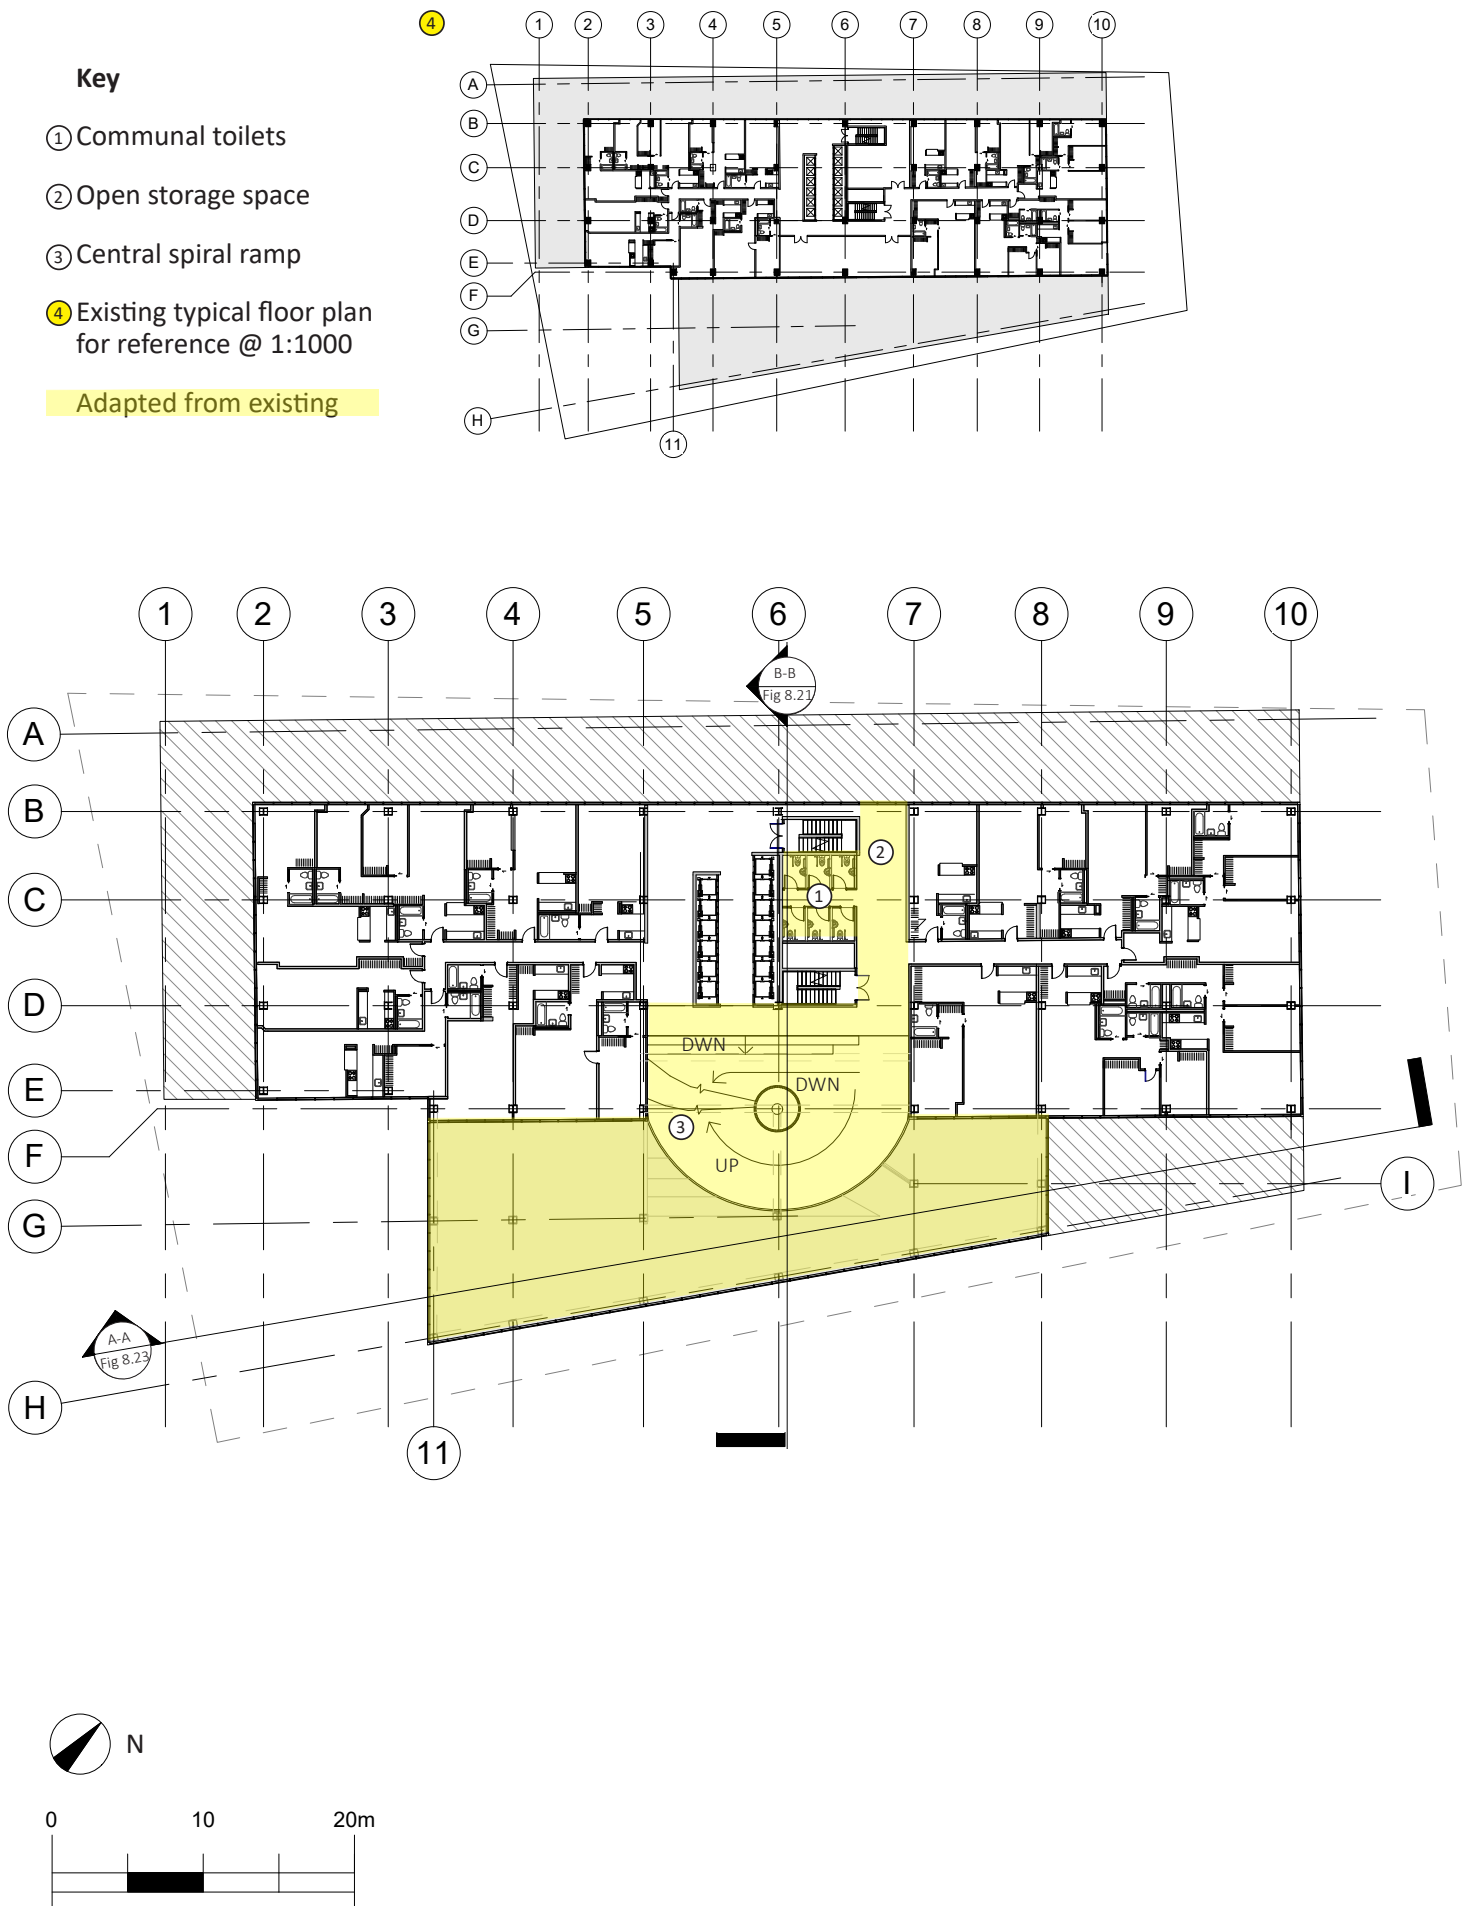 Key
1 Communal toilets
2 Open storage space
3 Central spiral ramp
4 Existing typical floor plan
for reference @ 1:1000
Adapted from existing
4
1 2 3 4 5 6 7 8 9 10
A
B
C
D
E
F
G
H
11
1 2 3 4 5 6 7 8 9 10
B-B
Fig 8.21
A
B
2
C
1
D
DWN
DWN
E
3
F
UP
I
G
A-A
Fig 8.23
H
11
N
0 10 20m